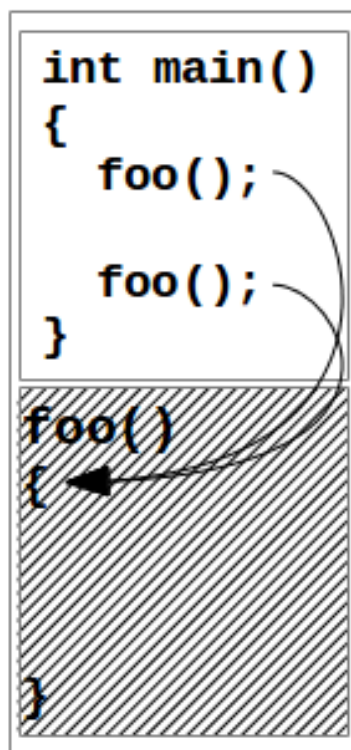 int main()
{
foo();
foo();
}
foo()
{
}